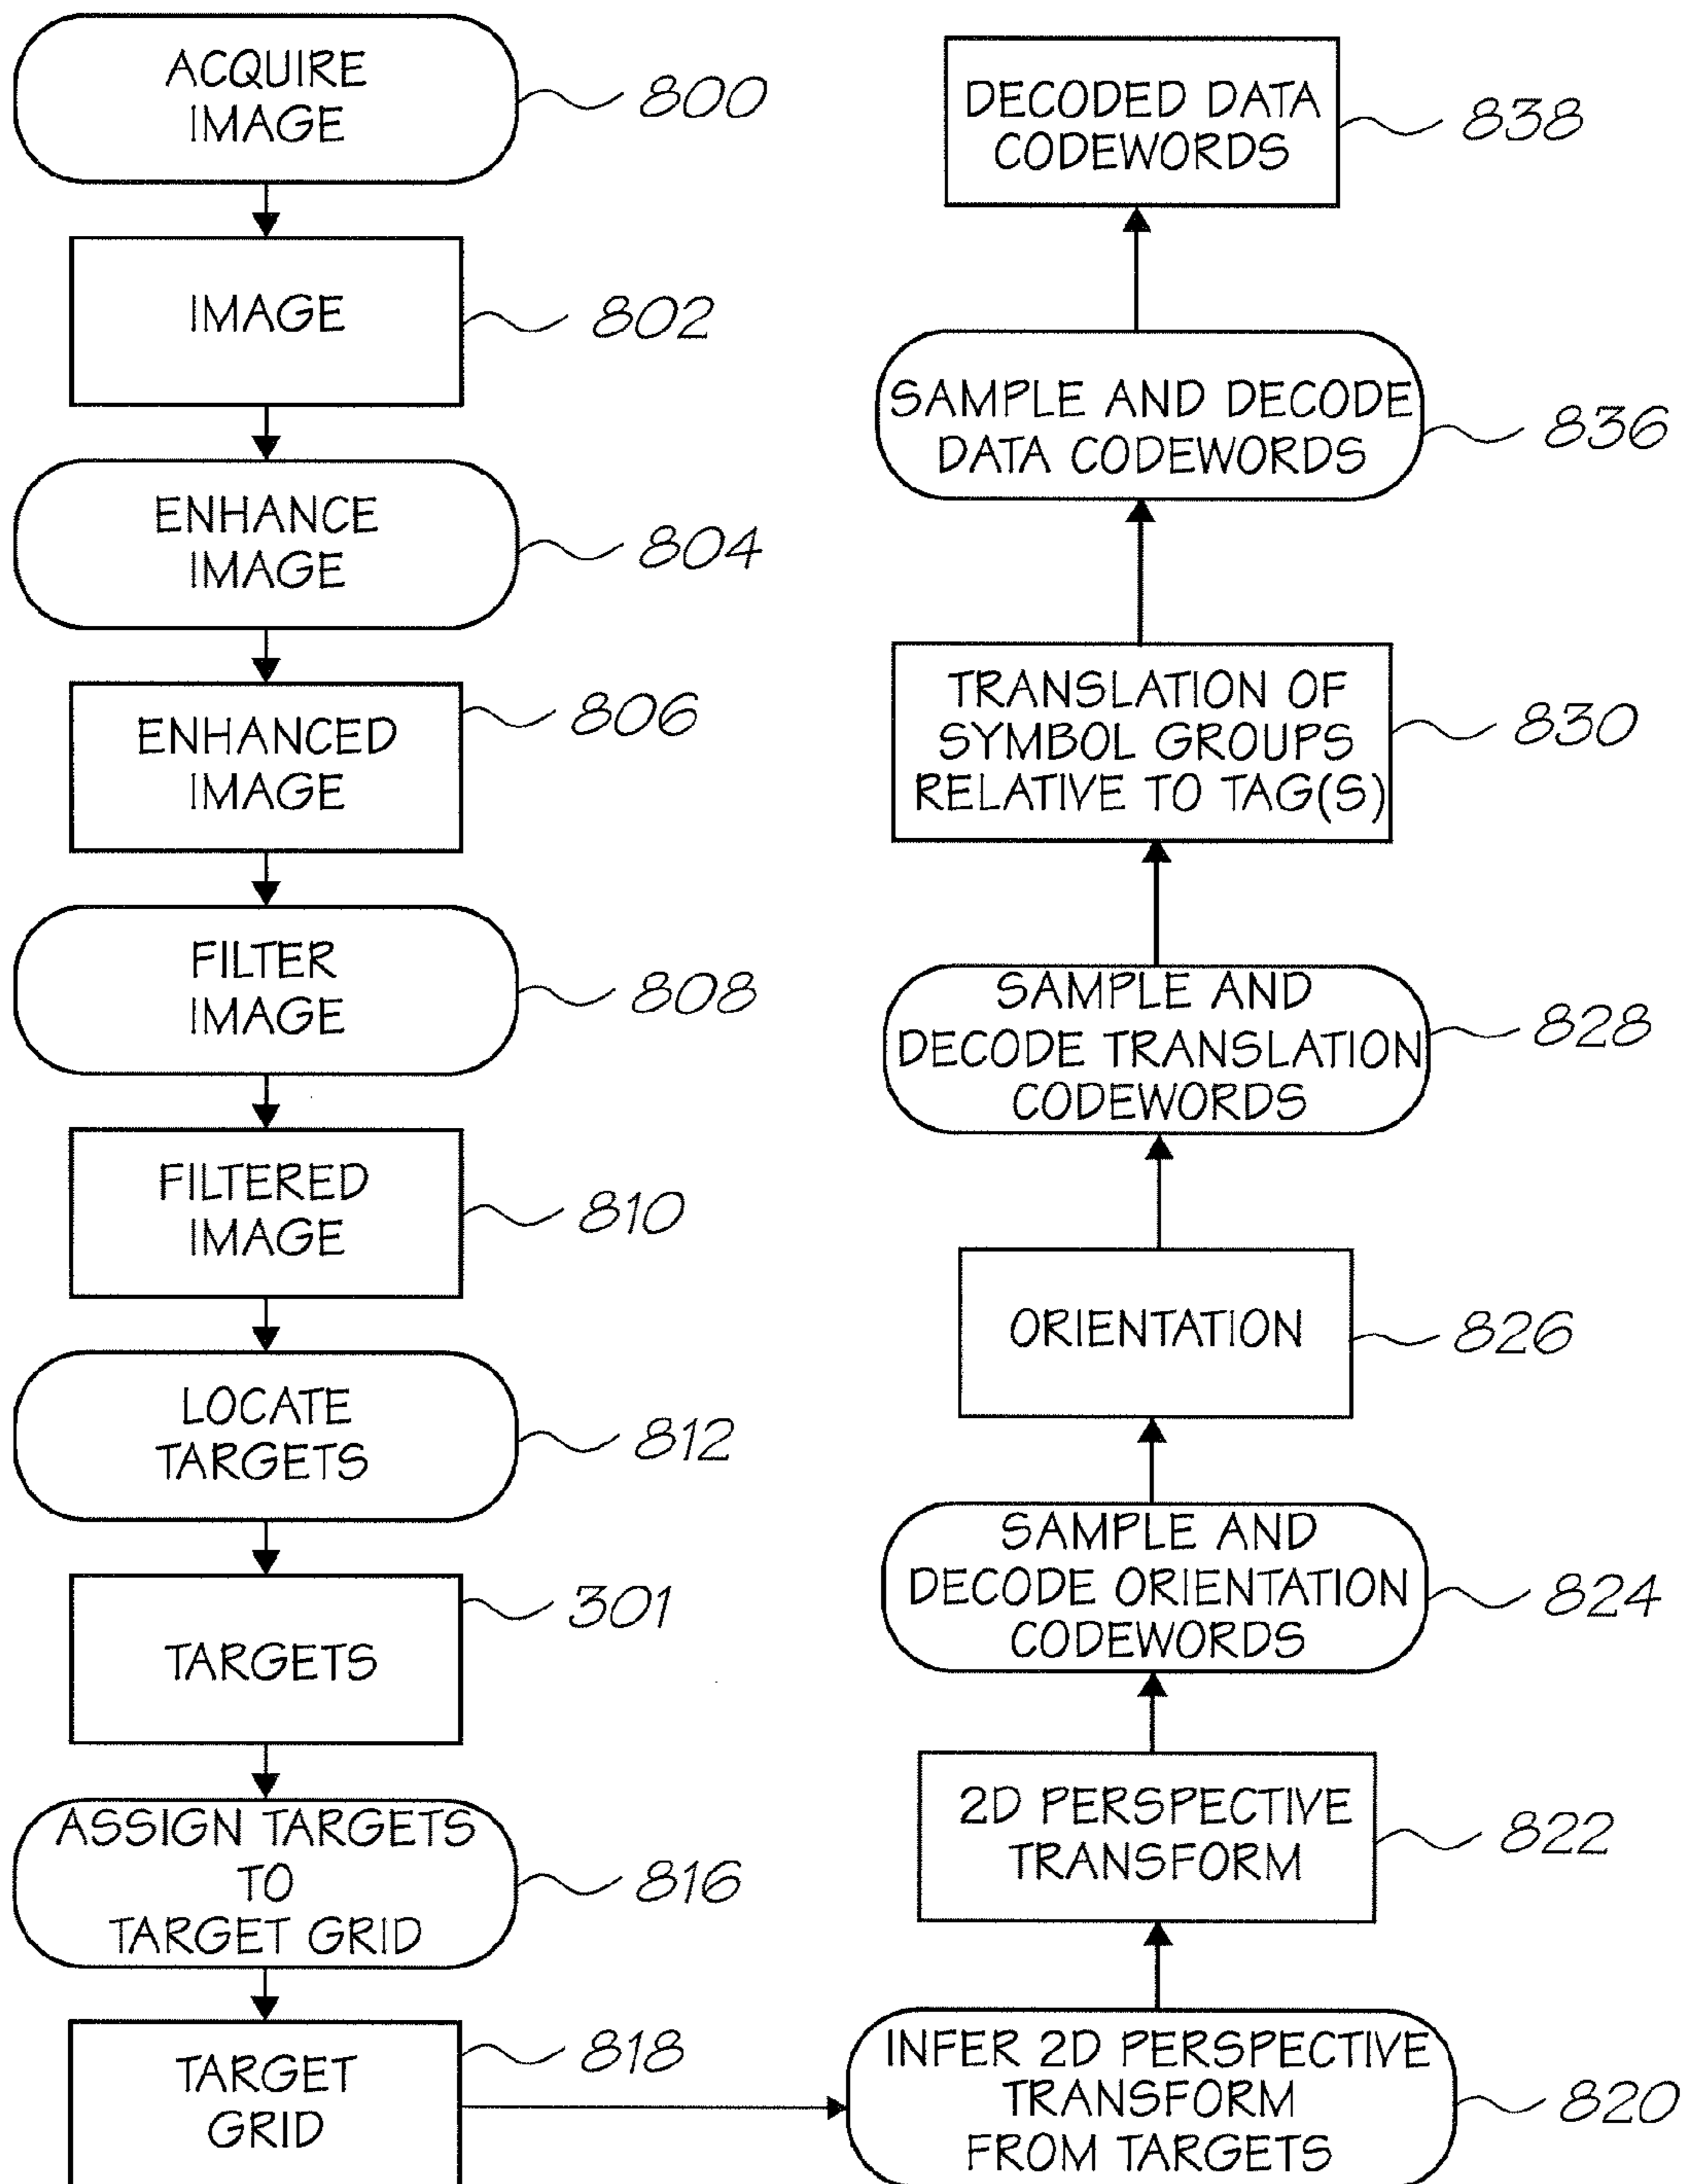 ACQUIRE
IMAGE
800
IMAGE
802
ENHANCE
IMAGE
804
ENHANCED
IMAGE
806
FILTER
IMAGE
808
FILTERED
IMAGE
810
LOCATE
TARGETS
812
TARGETS
301
ASSIGN TARGETS
TO
TARGET GRID
816
TARGET
GRID
818
INFER 2D PERSPECTIVE
TRANSFORM
FROM TARGETS
820
2D PERSPECTIVE
TRANSFORM
822
SAMPLE AND
DECODE ORIENTATION
CODEWORDS
824
ORIENTATION
826
SAMPLE AND
DECODE TRANSLATION
CODEWORDS
828
TRANSLATION OF
SYMBOL GROUPS
RELATIVE TO TAG(S)
830
SAMPLE AND DECODE
DATA CODEWORDS
836
DECODED DATA
CODEWORDS
838